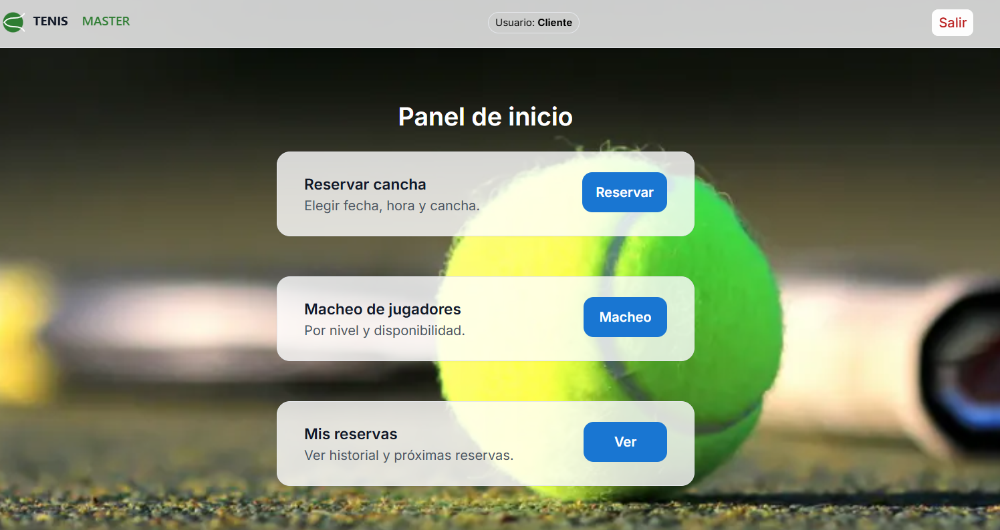 TENIS MASTER
Usuario: Cliente
Salir
Panel de inicio
Reservar cancha
Elegir fecha, hora y cancha.
Reservar
Macheo de jugadores
Por nivel y disponibilidad.
Macheo
Mis reservas
Ver historial y próximas reservas.
Ver